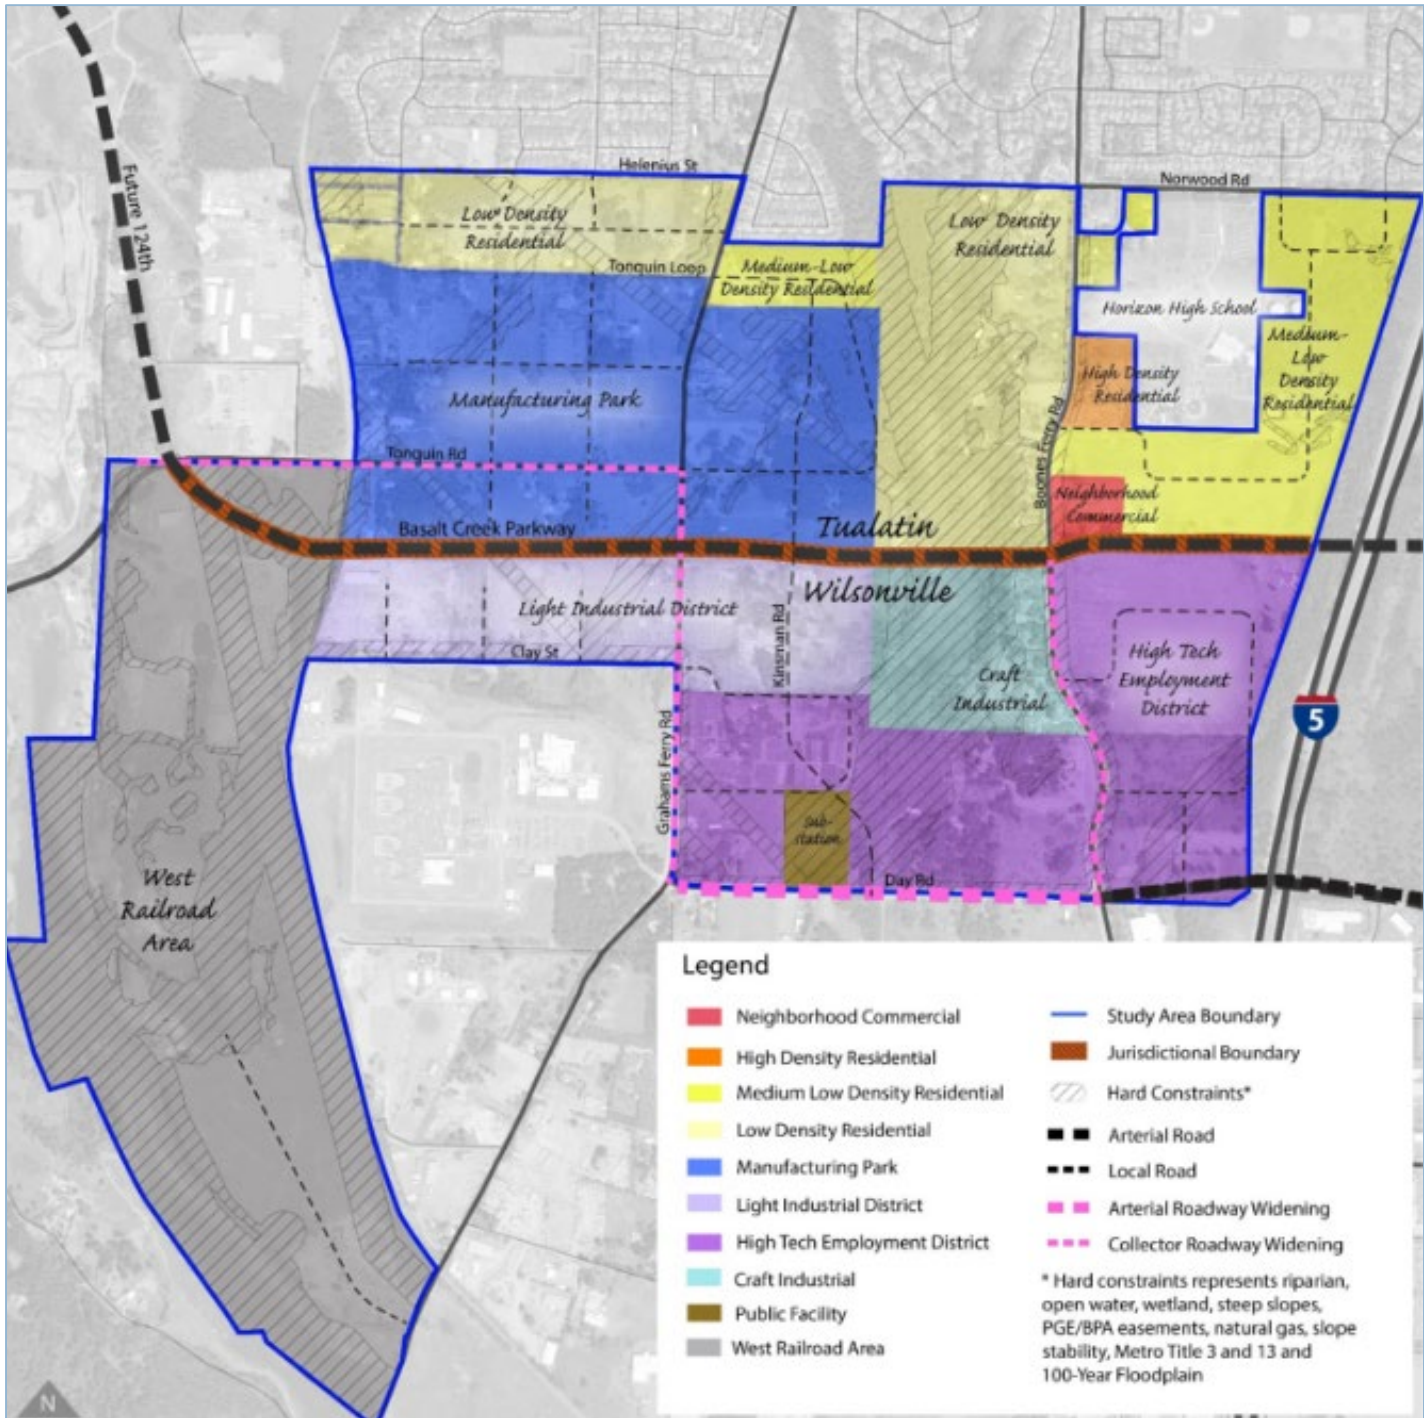 Helenius St
Norwood Rd
Future 124th
Low Density
Residential
Low Density
Residential
Tonquin Loop
Medium-Low
Density Residential
Horizon High School
Medium-
Low
Density
Residential
High Density
Residential
Manufacturing Park
Boones Ferry Rd
Tonquin Rd
Neighborhood
Commercial
Basalt Creek Parkway
Tualatin
Wilsonville
Light Industrial District
Kinsman Rd
Clay St
High Tech
Employment
District
Craft
Industrial
5
Grahams Ferry Rd
Sub-
station
West
Railroad
Area
Day Rd
Legend
Neighborhood Commercial
High Density Residential
Medium Low Density Residential
Low Density Residential
Manufacturing Park
Light Industrial District
High Tech Employment District
Craft Industrial
Public Facility
West Railroad Area
Study Area Boundary
Jurisdictional Boundary
Hard Constraints*
Arterial Road
Local Road
Arterial Roadway Widening
Collector Roadway Widening
* Hard constraints represents riparian,
open water, wetland, steep slopes,
PGE/BPA easements, natural gas, slope
stability, Metro Title 3 and 13 and
100-Year Floodplain
N